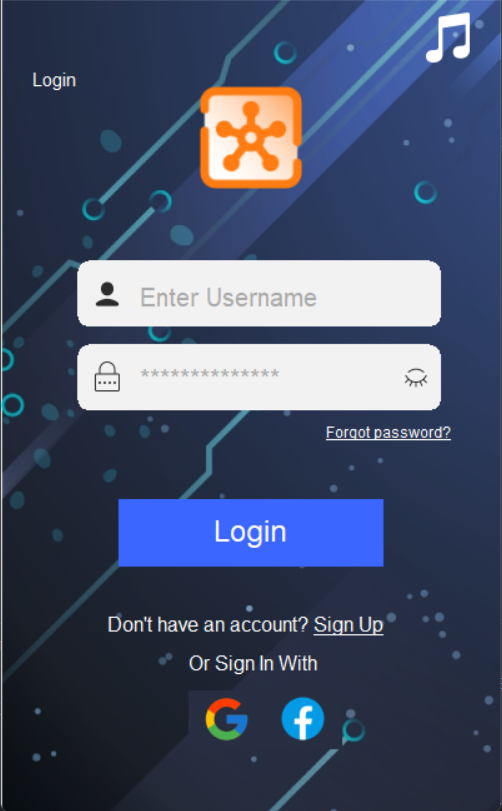 Login
Enter Username
**************
Forgot password?
Login
Don't have an account? Sign Up
Or Sign In With